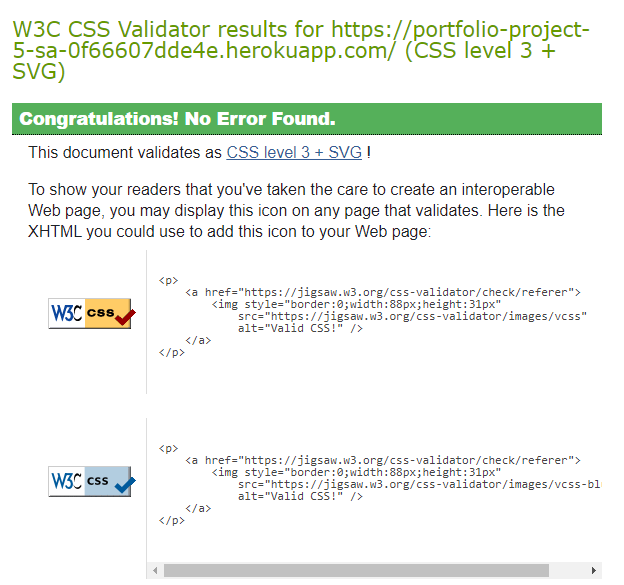 W3C CSS Validator results for https://portfolio-project-
5-sa-0f66607dde4e.herokuapp.com/ (CSS level 3 +
SVG)
Congratulations! No Error Found.
This document validates as CSS level 3 + SVG !
To show your readers that you've taken the care to create an interoperable
Web page, you may display this icon on any page that validates. Here is the
XHTML you could use to add this icon to your Web page:
W3C css
<p>
<a href="https://jigsaw.w3.org/css-validator/check/referer">
<img style="border:0;width:88px;height:31px"
src="https://jigsaw.w3.org/css-validator/images/vcss"
alt="Valid CSS!" />
</a>
</p>
W3C css
<p>
<a href="https://jigsaw.w3.org/css-validator/check/referer">
<img style="border:0;width:88px;height:31px"
src="https://jigsaw.w3.org/css-validator/images/vcss-bl
alt="Valid CSS!" />
</a>
</p>